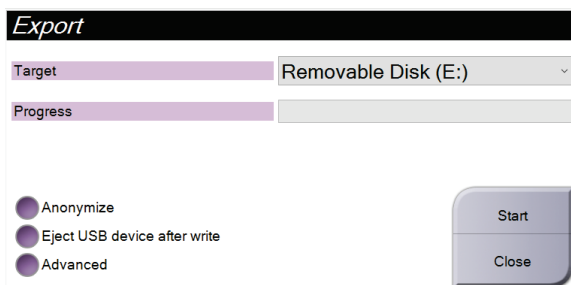 Export
Target
Removable Disk (E:)
Progress
Anonymize
Eject USB device after write
Advanced
Start
Close